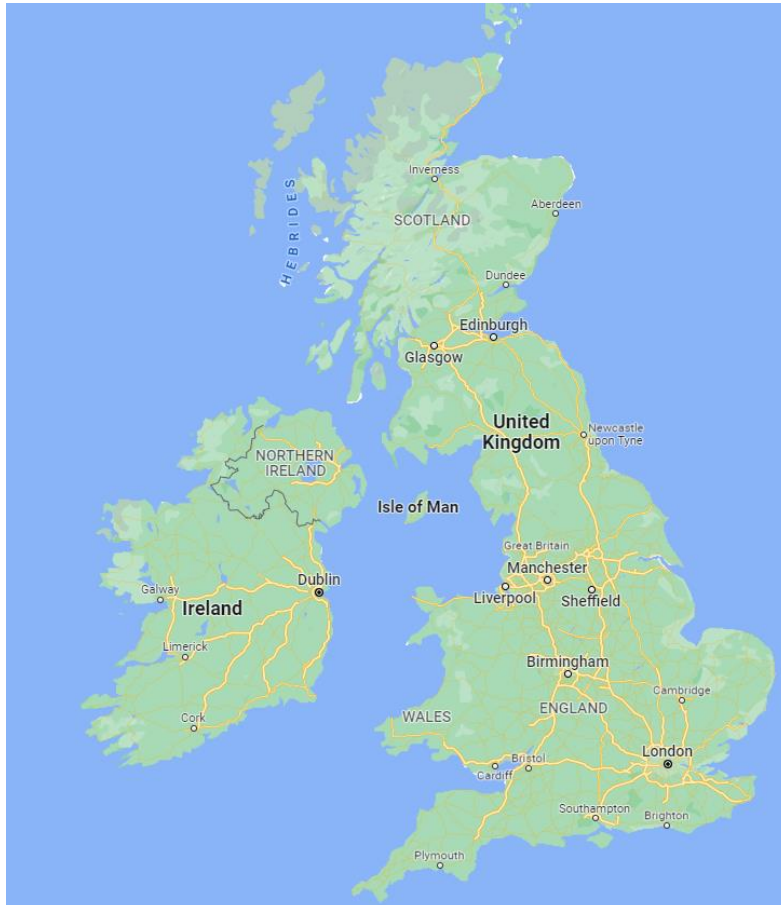 Inverness
HEBRIDES
SCOTLAND
Aberdeen
Dundee
Edinburgh
Glasgow
United
Kingdom
Newcastle
upon Tyne
NORTHERN
IRELAND
Isle of Man
Great Britain
Manchester
Dublin
Galway
Ireland
Liverpool
Sheffield
Limerick
Birmingham
Cambridge
WALES
ENGLAND
Cork
London
Bristol
Cardiff
Southampton
Brighton
Plymouth